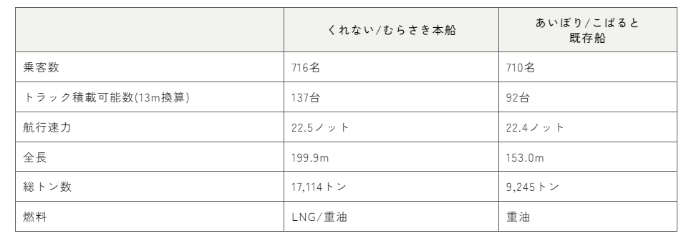 くれない/むらさき本船
あいぼり/こばると
既存船
乗客数 716名 710名
トラック積載可能数(13m換算) 137台 92台
航行速力 22.5ノット 22.4ノット
全長 199.9m 153.0m
総トン数 17,114トン 9,245トン
燃料 LNG/重油 重油